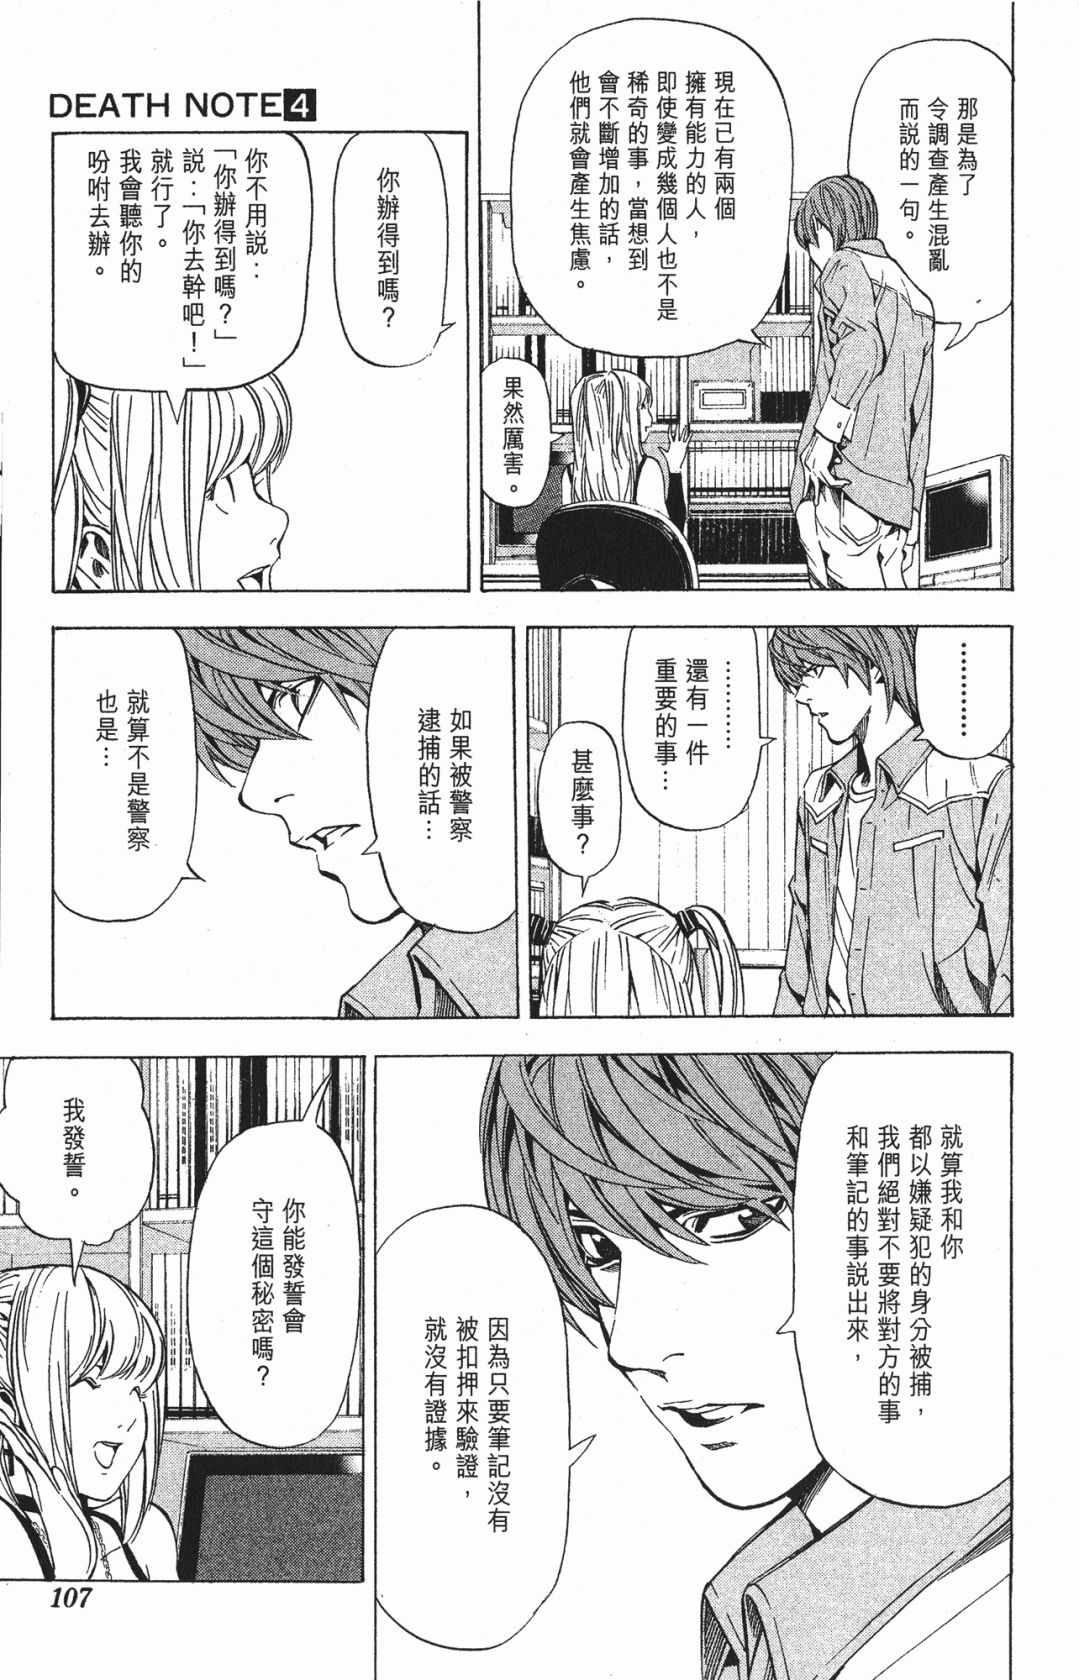 DEATH NOTE 4
那是為了
令調查產生混亂
而說的一句。
現在已有兩個
擁有能力的人，
即使變成幾個人也不是
稀奇的事，當想到
會不斷增加的話，
他們就會產生焦慮。
果然厲害。
你辦得到嗎？
你不用說：
「你辦得到嗎？」
說：「你去幹吧！」
就行了。
我會聽你的
吩咐去辦。
………
………
還有一件
重要的事…
甚麼事？
如果被警察
逮捕的話…
就算不是警察
也是…
就算我和你
都以嫌疑犯的身分被捕，
我們絕對不要將對方的事
和筆記的事說出來，
因為只要筆記沒有
被扣押來驗證，
就沒有證據。
你能發誓會
守這個秘密嗎？
我發誓。
107